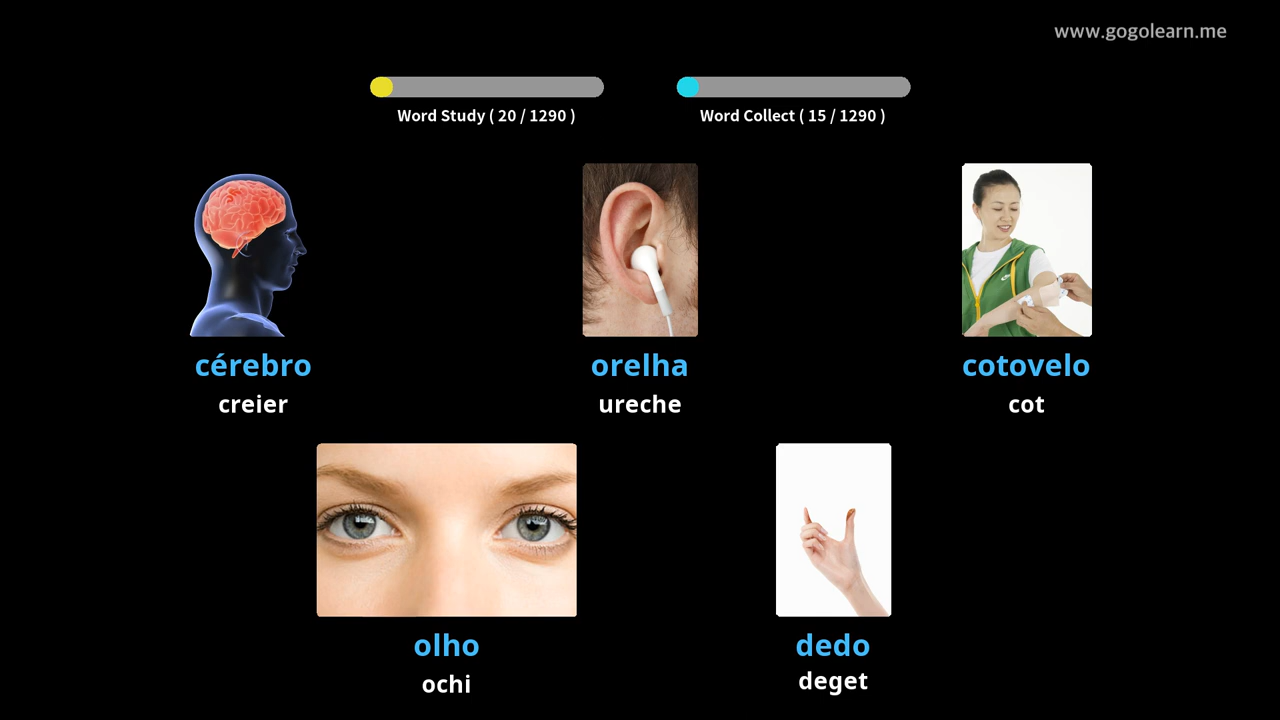 www.gogolearn.me
Word Study ( 20 / 1290 )
Word Collect ( 15 / 1290 )
cérebro
creier
orelha
ureche
cotovelo
cot
olho
ochi
dedo
deget